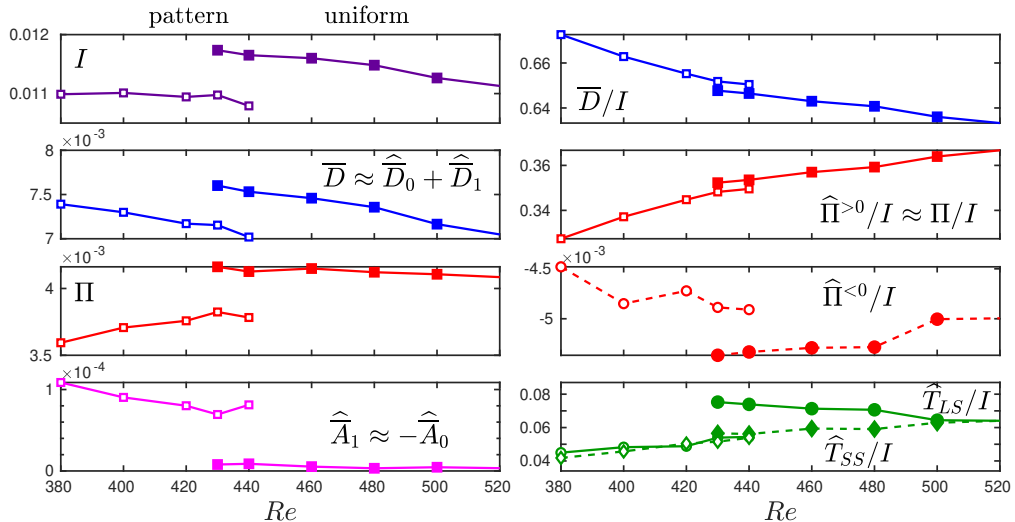 pattern uniform
0.012
I
0.011
×10⁻³
8
D̅ ≈ D̅̂₀ + D̅̂₁
7.5
7
×10⁻³
4
Π
3.5
×10⁻⁴
1
A̅̂₁ ≈ −A̅̂₀
0
380 400 420 440 460 480 500 520
Re
0.66
D̅/I
0.64
0.36
0.34
Π̂^{>0}/I ≈ Π/I
×10⁻³
-4.5
Π̂^{<0}/I
-5
0.08
T̂_{LS}/I
0.06
T̂_{SS}/I
0.04
380 400 420 440 460 480 500 520
Re